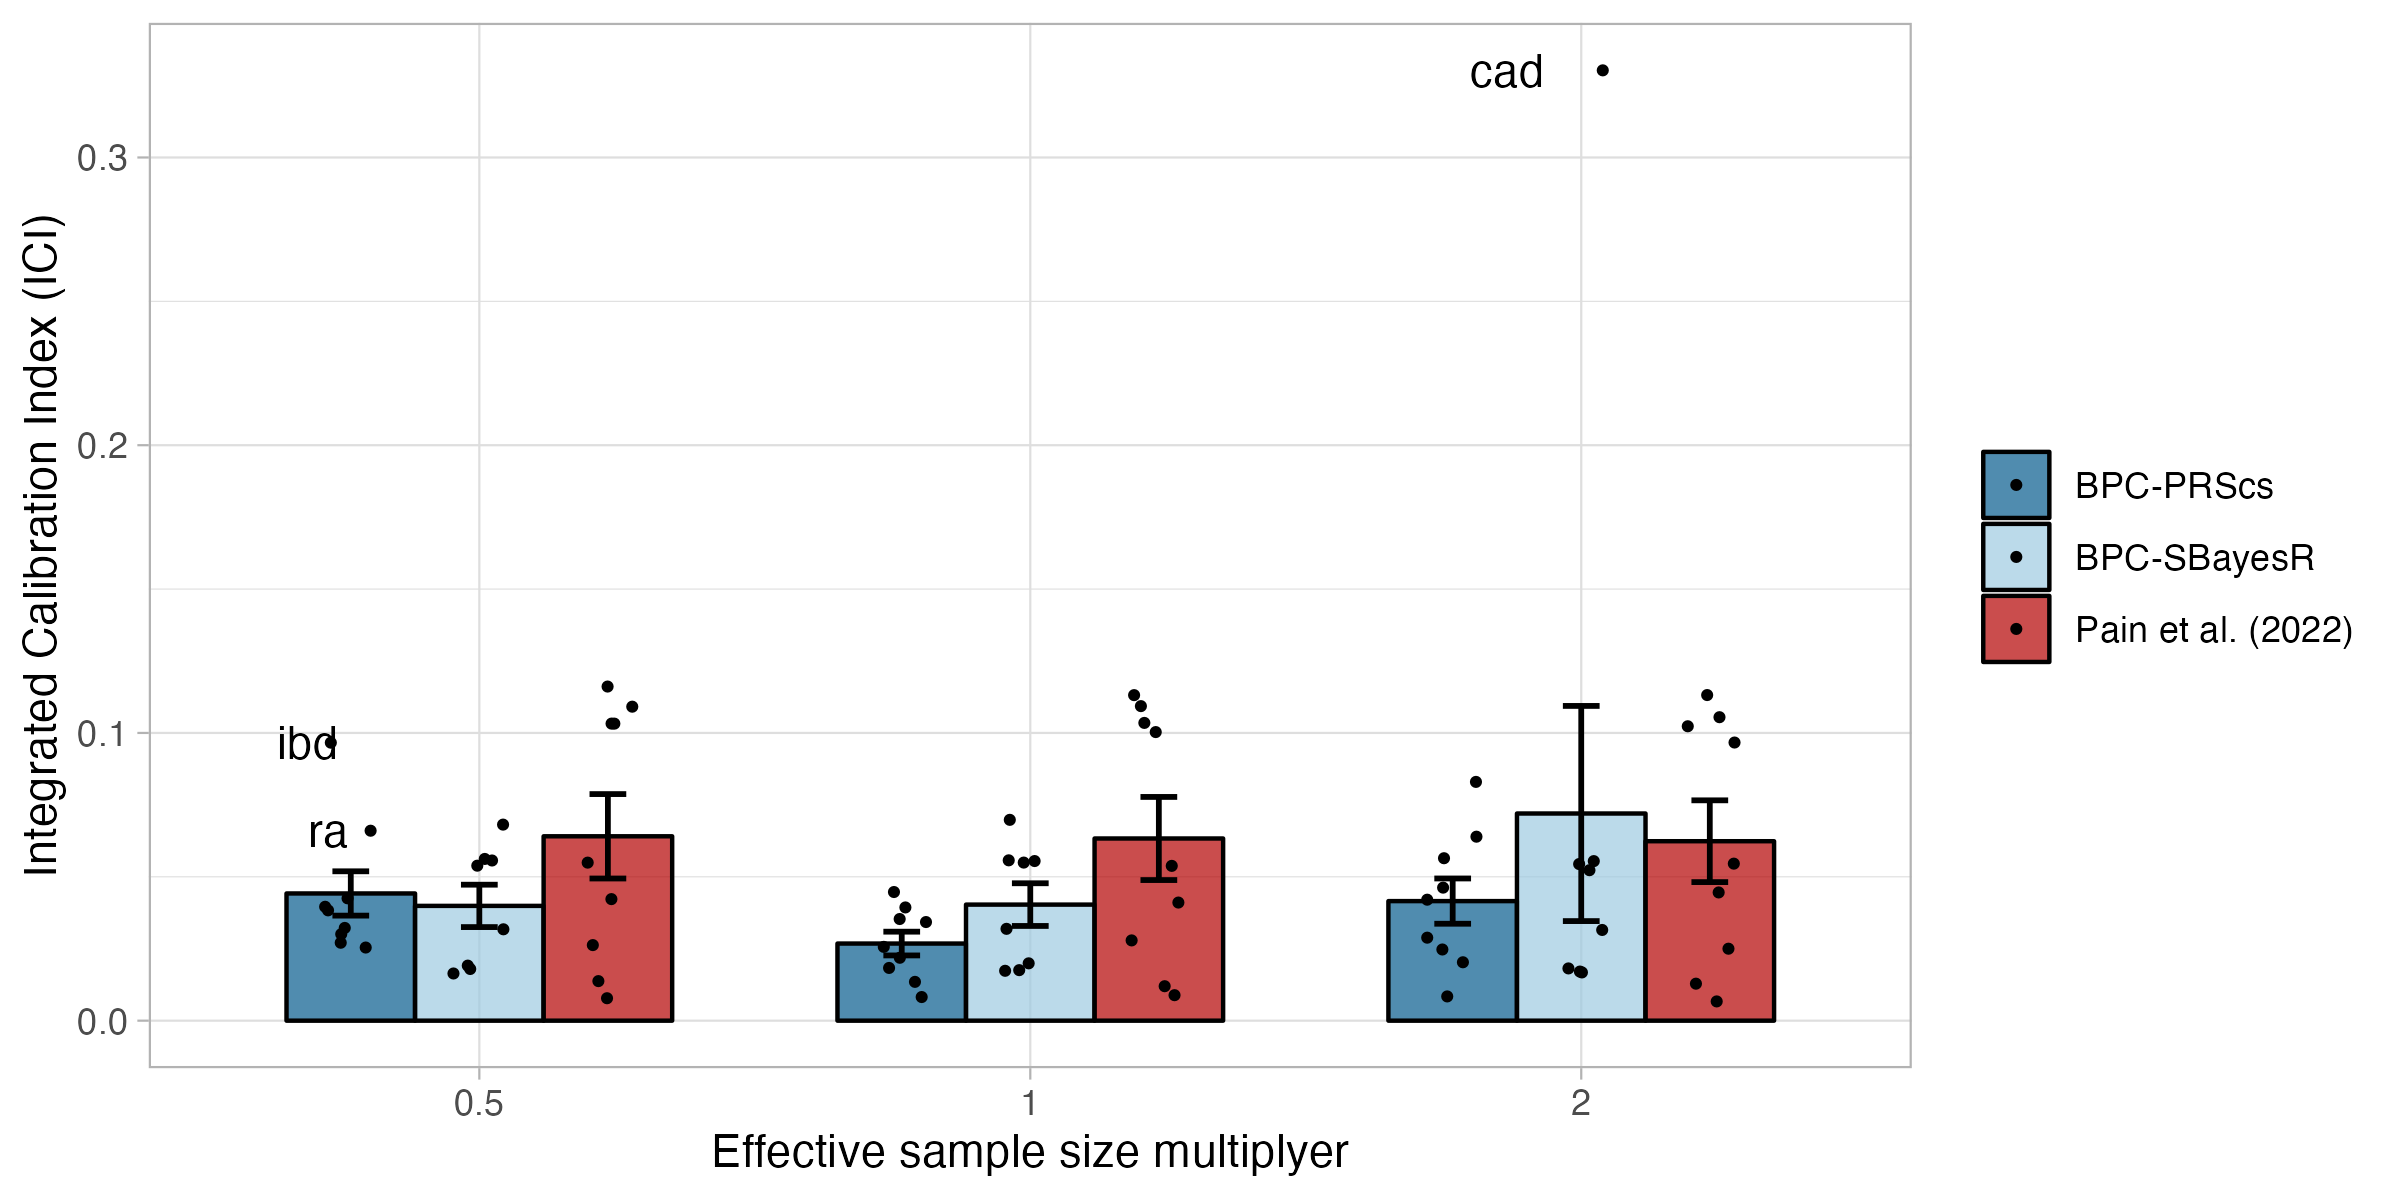 cad
0.3
0.2
0.1
0.0
ibd
ra
Integrated Calibration Index (ICI)
0.5
1
2
Effective sample size multiplyer
BPC-PRScs
BPC-SBayesR
Pain et al. (2022)